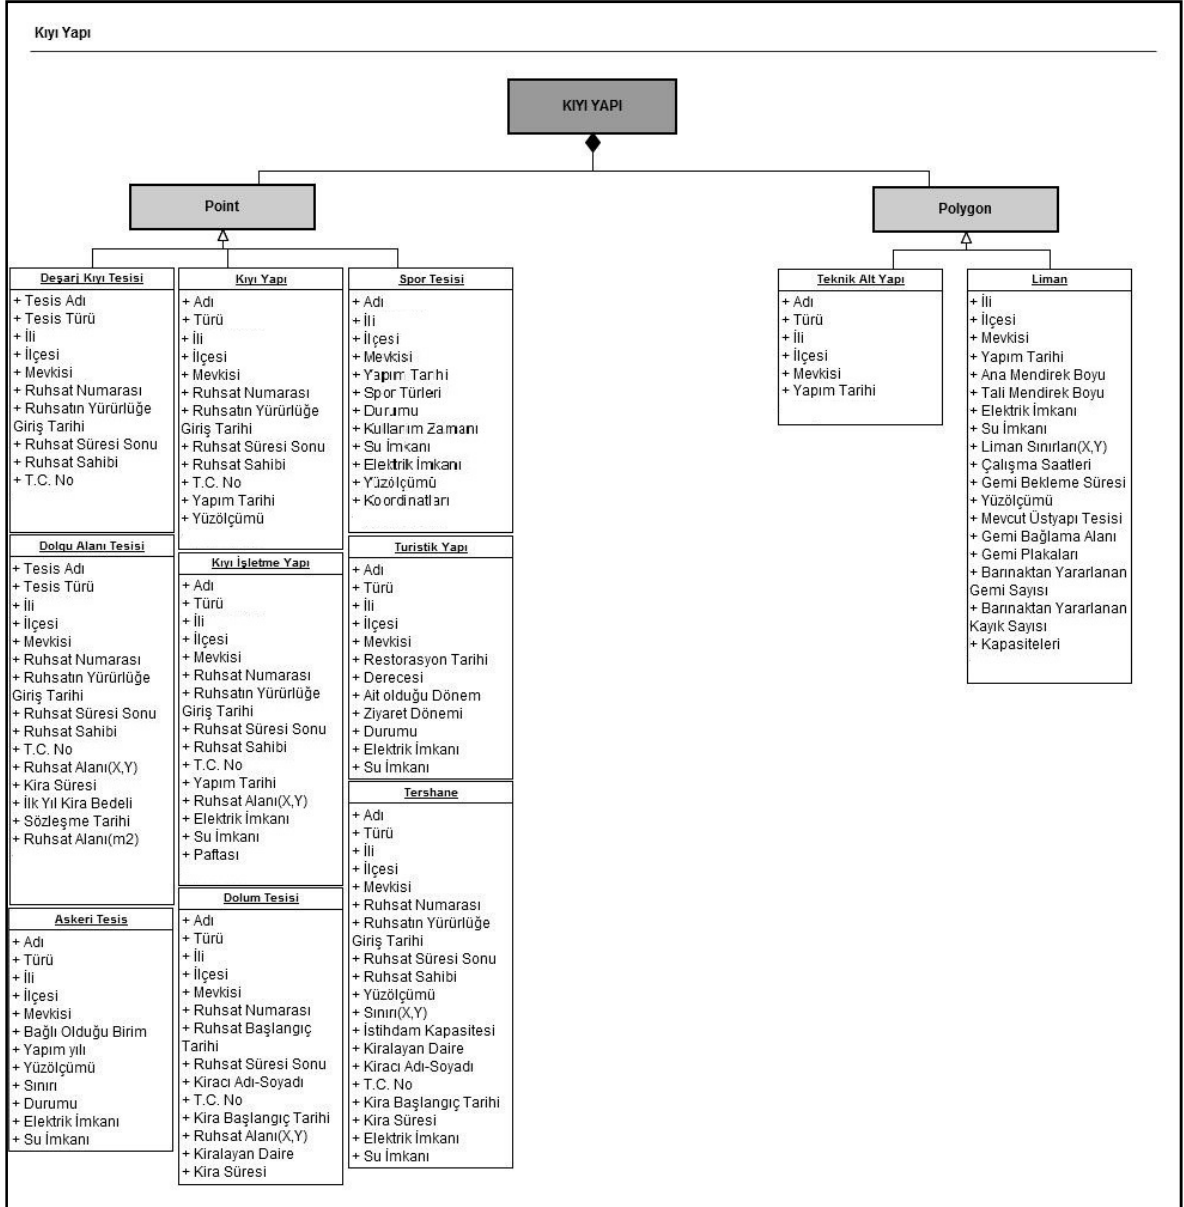 Kıyı Yapı
KIYI YAPI
Point
Polygon
Deşarj Kıyı Tesisi
+ Tesis Adı
+ Tesis Türü
+ İli
+ İlçesi
+ Mevkisi
+ Ruhsat Numarası
+ Ruhsatın Yürürlüğe
Giriş Tarihi
+ Ruhsat Süresi Sonu
+ Ruhsat Sahibi
+ T.C. No
Dolgu Alanı Tesisi
+ Tesis Adı
+ Tesis Türü
+ İli
+ İlçesi
+ Mevkisi
+ Ruhsat Numarası
+ Ruhsatın Yürürlüğe
Giriş Tarihi
+ Ruhsat Süresi Sonu
+ Ruhsat Sahibi
+ T.C. No
+ Ruhsat Alanı(X,Y)
+ Kira Süresi
+ İlk Yıl Kira Bedeli
+ Sözleşme Tarihi
+ Ruhsat Alanı(m2)
Askeri Tesis
+ Adı
+ Türü
+ İli
+ İlçesi
+ Mevkisi
+ Bağlı Olduğu Birim
+ Yapım yılı
+ Yüzölçümü
+ Sınırı
+ Durumu
+ Elektrik İmkanı
+ Su İmkanı
Kıyı Yapı
+ Adı
+ Türü
+ İli
+ İlçesi
+ Mevkisi
+ Ruhsat Numarası
+ Ruhsatın Yürürlüğe
Giriş Tarihi
+ Ruhsat Süresi Sonu
+ Ruhsat Sahibi
+ T.C. No
+ Yapım Tarihi
+ Yüzölçümü
Kıyı İşletme Yapı
+ Adı
+ Türü
+ İli
+ İlçesi
+ Mevkisi
+ Ruhsat Numarası
+ Ruhsatın Yürürlüğe
Giriş Tarihi
+ Ruhsat Süresi Sonu
+ Ruhsat Sahibi
+ T.C. No
+ Yapım Tarihi
+ Ruhsat Alanı(X,Y)
+ Elektrik İmkanı
+ Su İmkanı
+ Paftası
Dolum Tesisi
+ Adı
+ Türü
+ İli
+ İlçesi
+ Mevkisi
+ Ruhsat Numarası
+ Ruhsat Başlangıç
Tarihi
+ Ruhsat Süresi Sonu
+ Kiracı Adı-Soyadı
+ T.C. No
+ Kira Başlangıç Tarihi
+ Ruhsat Alanı(X,Y)
+ Kiralayan Daire
+ Kira Süresi
Spor Tesisi
+ Adı
+ İli
+ İlçesi
+ Mevkisi
+ Yapım Tarihi
+ Spor Türleri
+ Durumu
+ Kullanım Zamanı
+ Su İmkanı
+ Elektrik İmkanı
+ Yüzölçümü
+ Koordinatları
Turistik Yapı
+ Adı
+ Türü
+ İli
+ İlçesi
+ Mevkisi
+ Restorasyon Tarihi
+ Derecesi
+ Ait olduğu Dönem
+ Ziyaret Dönemi
+ Durumu
+ Elektrik İmkanı
+ Su İmkanı
Tershane
+ Adı
+ Türü
+ İli
+ İlçesi
+ Mevkisi
+ Ruhsat Numarası
+ Ruhsatın Yürürlüğe
Giriş Tarihi
+ Ruhsat Süresi Sonu
+ Ruhsat Sahibi
+ Yüzölçümü
+ Sınırı(X,Y)
+ İstihdam Kapasitesi
+ Kiralayan Daire
+ Kiracı Adı-Soyadı
+ T.C. No
+ Kira Başlangıç Tarihi
+ Kira Süresi
+ Elektrik İmkanı
+ Su İmkanı
Teknik Alt Yapı
+ Adı
+ Türü
+ İli
+ İlçesi
+ Mevkisi
+ Yapım Tarihi
Liman
+ İli
+ İlçesi
+ Mevkisi
+ Yapım Tarihi
+ Ana Mendirek Boyu
+ Tali Mendirek Boyu
+ Elektrik İmkanı
+ Su İmkanı
+ Liman Sınırları(X,Y)
+ Çalışma Saatleri
+ Gemi Bekleme Süresi
+ Yüzölçümü
+ Mevcut Üstyapı Tesisi
+ Gemi Bağlama Alanı
+ Gemi Plakaları
+ Barınaktan Yararlanan
Gemi Sayısı
+ Barınaktan Yararlanan
Kayık Sayısı
+ Kapasiteleri